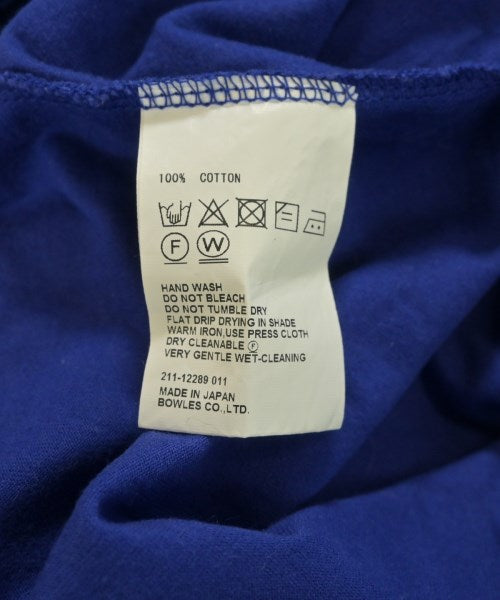 100% COTTON
F W
HAND WASH
DO NOT BLEACH
DO NOT TUMBLE DRY
FLAT DRIP DRYING IN SHADE
WARM IRON,USE PRESS CLOTH
DRY CLEANABLE Ⓕ
VERY GENTLE WET-CLEANING
211-12289 011
MADE IN JAPAN
BOWLES CO.,LTD.